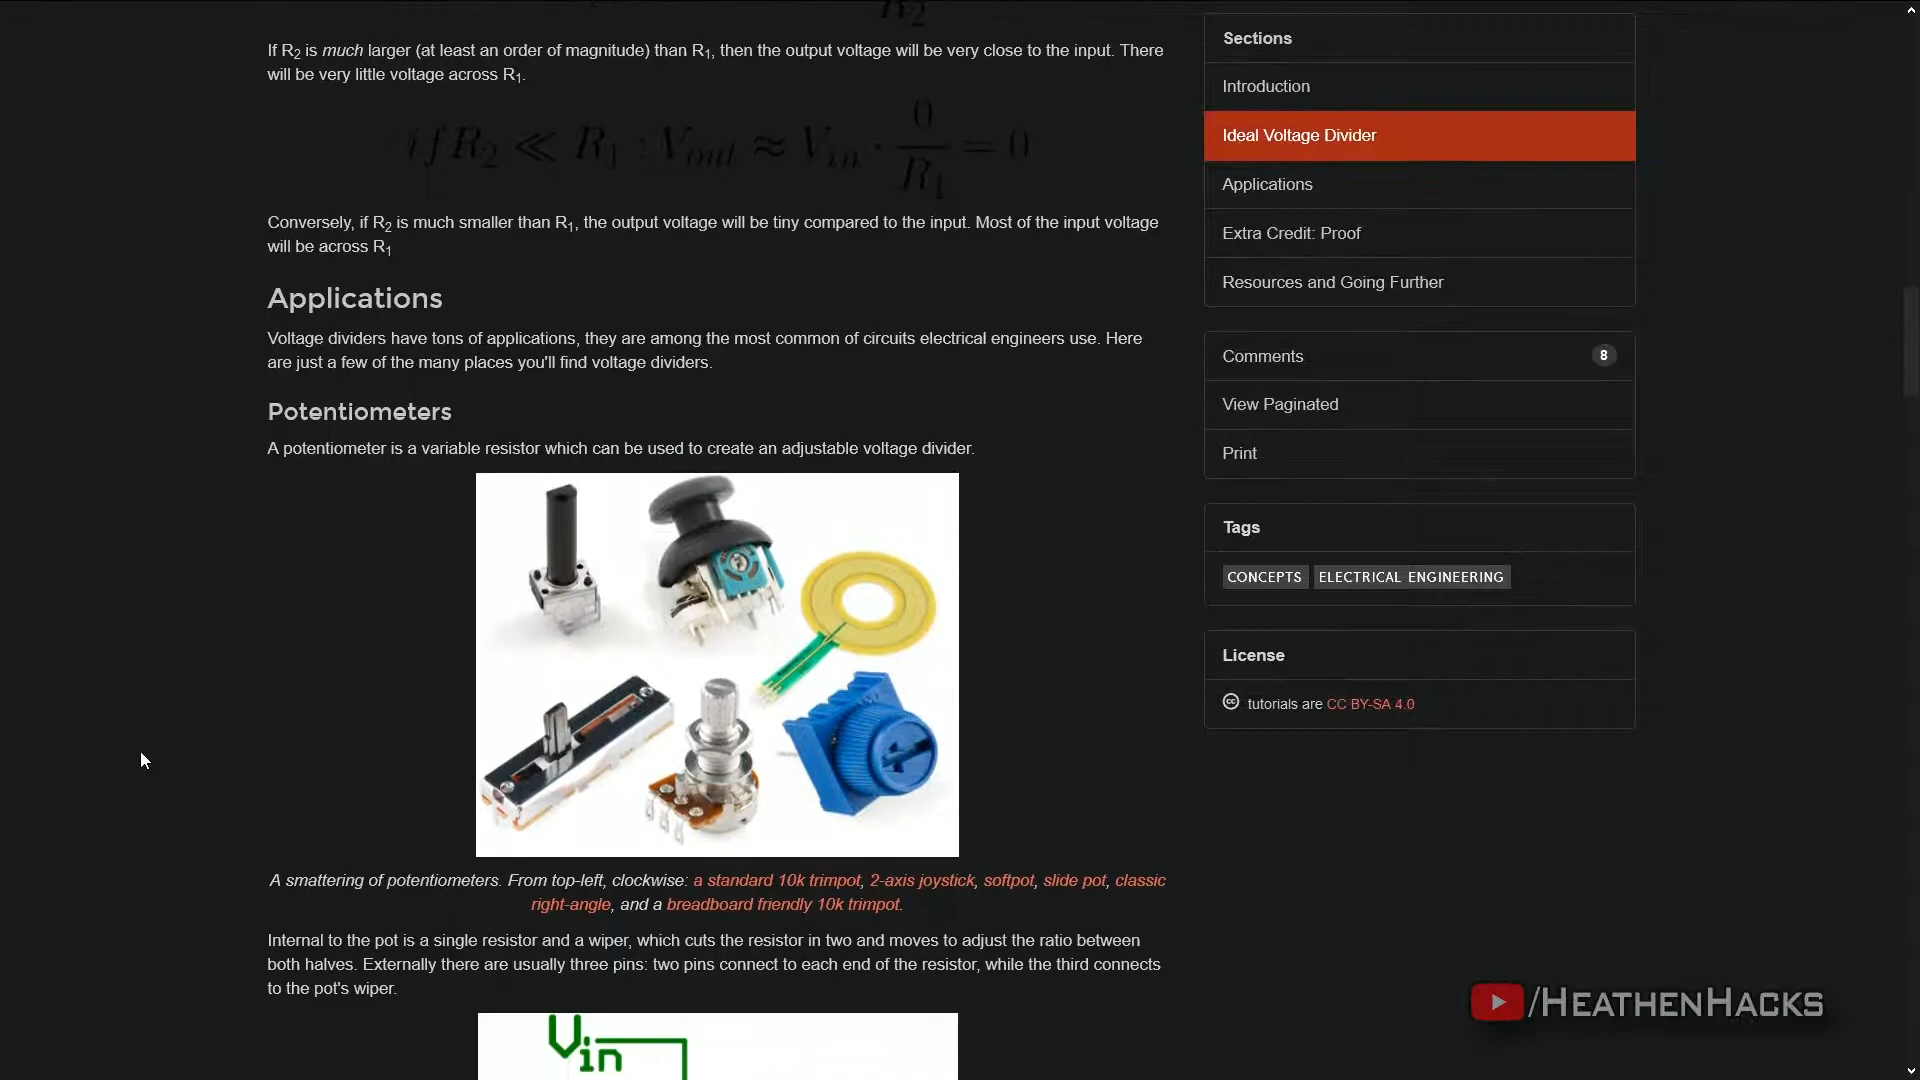 R2
If R2 is much larger (at least an order of magnitude) than R1, then the output voltage will be very close to the input. There
will be very little voltage across R1.
if R2 ≪ R1 : Vout ≈ Vin · 0/R1 = 0
Conversely, if R2 is much smaller than R1, the output voltage will be tiny compared to the input. Most of the input voltage
will be across R1
Applications
Voltage dividers have tons of applications, they are among the most common of circuits electrical engineers use. Here
are just a few of the many places you'll find voltage dividers.
Potentiometers
A potentiometer is a variable resistor which can be used to create an adjustable voltage divider.
A smattering of potentiometers. From top-left, clockwise: a standard 10k trimpot, 2-axis joystick, softpot, slide pot, classic
right-angle, and a breadboard friendly 10k trimpot.
Internal to the pot is a single resistor and a wiper, which cuts the resistor in two and moves to adjust the ratio between
both halves. Externally there are usually three pins: two pins connect to each end of the resistor, while the third connects
to the pot's wiper.
Vin
Sections
Introduction
Ideal Voltage Divider
Applications
Extra Credit: Proof
Resources and Going Further
Comments 8
View Paginated
Print
Tags
CONCEPTS ELECTRICAL ENGINEERING
License
cc tutorials are CC BY-SA 4.0
/HEATHENHACKS